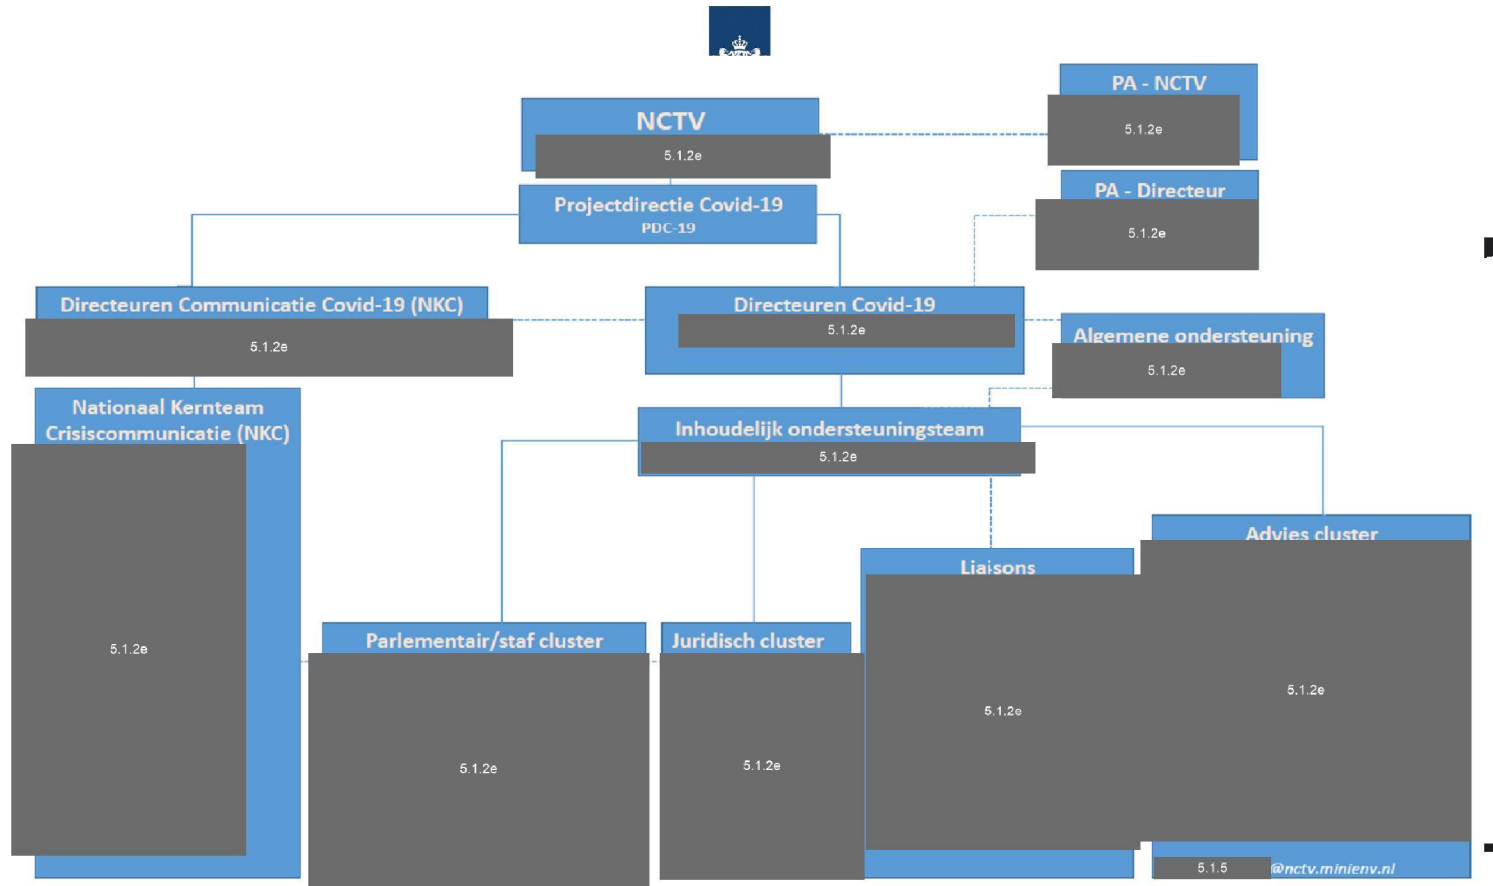 PA - NCTV
5.1.2e
NCTV
5.1.2e
PA - Directeur
5.1.2e
Projectdirectie Covid-19
PDC-19
Directeuren Communicatie Covid-19 (NKC)
5.1.2e
Directeuren Covid-19
5.1.2e
Algemene ondersteuning
5.1.2e
Nationaal Kernteam
Crisiscommunicatie (NKC)
5.1.2e
Inhoudelijk ondersteuningsteam
5.1.2e
Parlementair/staf cluster
5.1.2e
Juridisch cluster
5.1.2e
Liaisons
5.1.2e
Advies cluster
5.1.2e
5.1.5 @nctv.minienv.nl